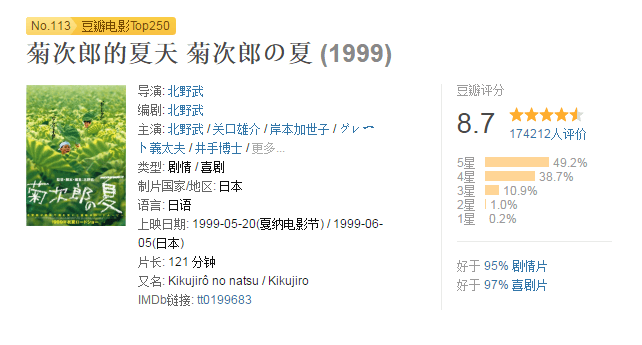 No.113 豆瓣电影Top250
菊次郎的夏天 菊次郎の夏 (1999)
菊次郎の夏
导演: 北野武
编剧: 北野武
主演: 北野武 / 关口雄介 / 岸本加世子 / グレー
ト義太夫 / 井手博士 / 更多...
类型: 剧情 / 喜剧
制片国家/地区: 日本
语言: 日语
上映日期: 1999-05-20(戛纳电影节) / 1999-06-
05(日本)
片长: 121 分钟
又名: Kikujirô no natsu / Kikujiro
IMDb链接: tt0199683
豆瓣评分
8.7
174212人评价
5星 49.2%
4星 38.7%
3星 10.9%
2星 1.0%
1星 0.2%
好于 95% 剧情片
好于 97% 喜剧片